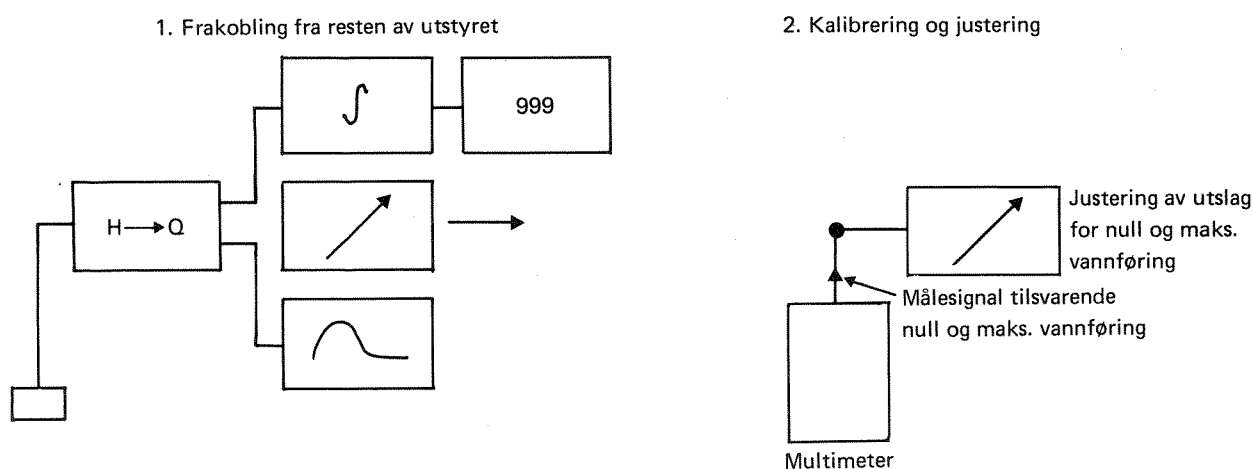 1. Frakobling fra resten av utstyret
999
H→Q
2. Kalibrering og justering
Justering av utslag
for null og maks.
vannføring
Målesignal tilsvarende
null og maks. vannføring
Multimeter